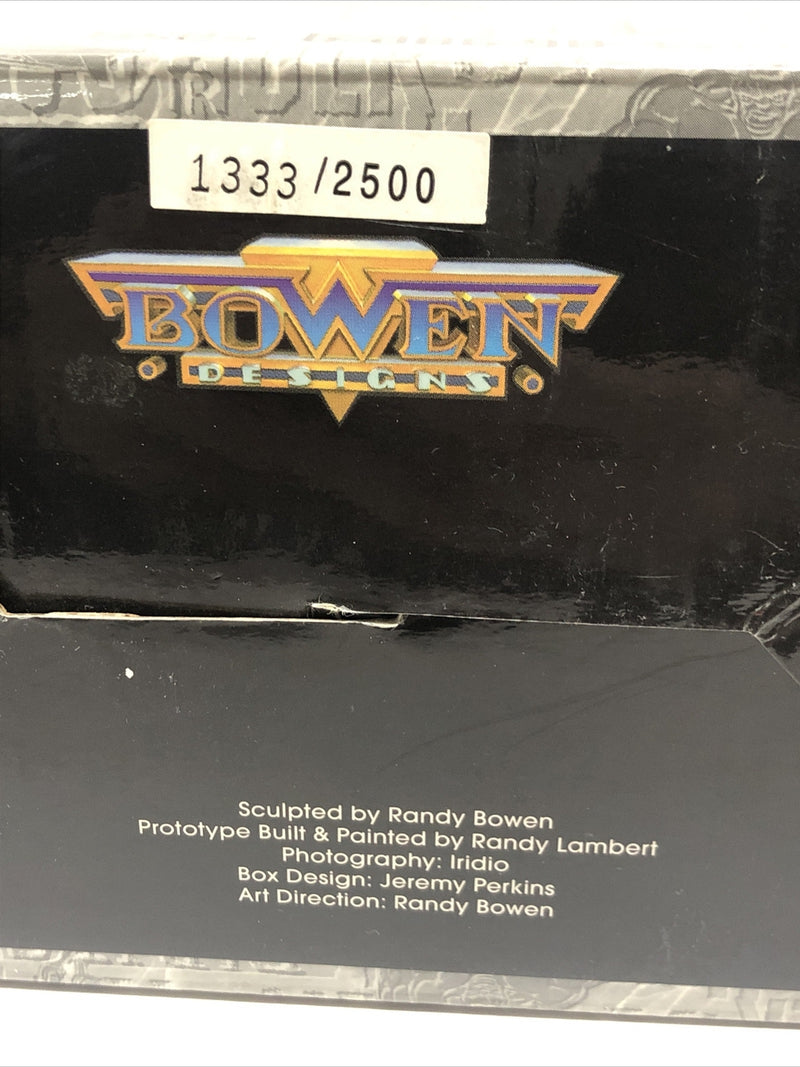 1333/2500
BOWEN
DESIGNS
Sculpted by Randy Bowen
Prototype Built & Painted by Randy Lambert
Photography: Iridio
Box Design: Jeremy Perkins
Art Direction: Randy Bowen